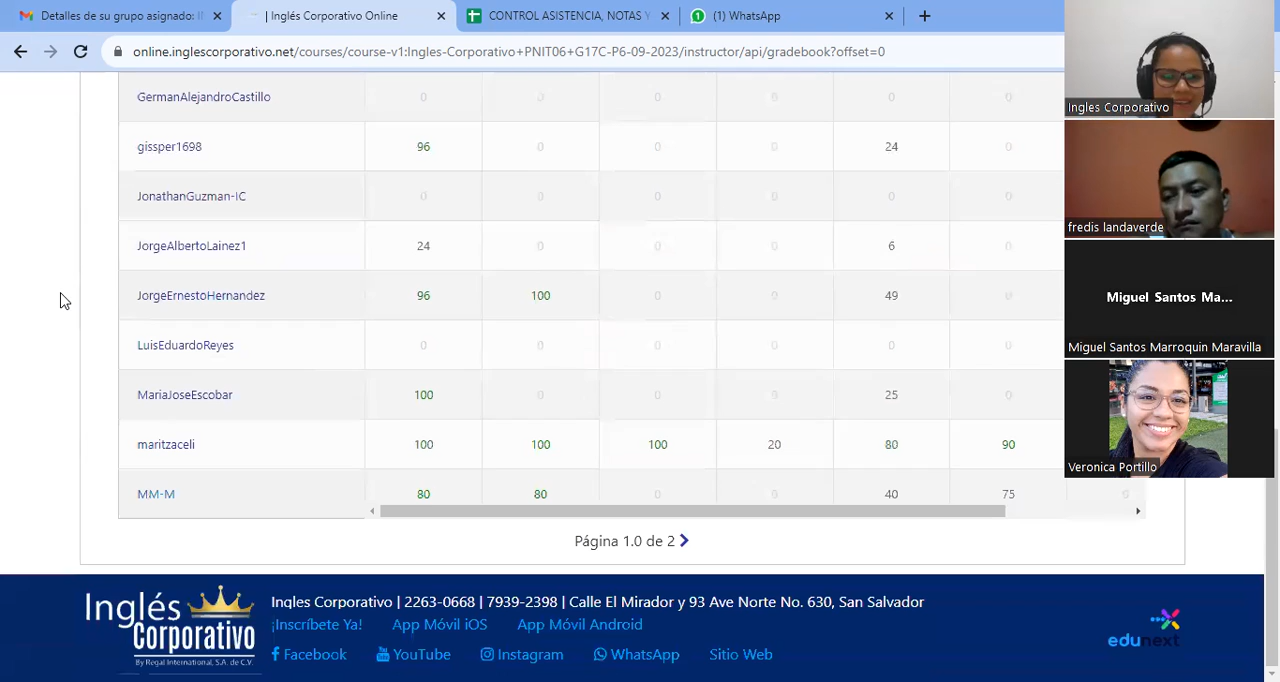 Detalles de su grupo asignado: I
| Inglés Corporativo Online
CONTROL ASISTENCIA, NOTAS Y
(1) WhatsApp
online.inglescorporativo.net/courses/course-v1:Ingles-Corporativo+PNIT06+G17C-P6-09-2023/instructor/api/gradebook?offset=0
GermanAlejandroCastillo 0 0 0 0 0 0
gissper1698 96 0 0 0 24 0
JonathanGuzman-IC 0 0 0 0 0 0
JorgeAlbertoLainez1 24 0 0 0 6 0
JorgeErnestoHernandez 96 100 0 0 49 0
LuisEduardoReyes 0 0 0 0 0 0
MariaJoseEscobar 100 0 0 0 25 0
maritzaceli 100 100 100 20 80 90
MM-M 80 80 0 0 40 75 0
Página 1.0 de 2
Inglés Corporativo
By Regal International, S.A. de C.V.
Ingles Corporativo | 2263-0668 | 7939-2398 | Calle El Mirador y 93 Ave Norte No. 630, San Salvador
¡Inscríbete Ya! App Móvil iOS App Móvil Android
Facebook YouTube Instagram WhatsApp Sitio Web
edunext
Ingles Corporativo
fredis landaverde
Miguel Santos Ma...
Miguel Santos Marroquin Maravilla
Veronica Portillo